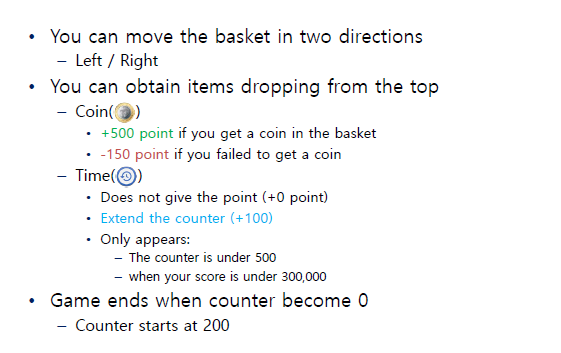 • You can move the basket in two directions
– Left / Right
• You can obtain items dropping from the top
– Coin( )
• +500 point if you get a coin in the basket
• -150 point if you failed to get a coin
– Time( )
• Does not give the point (+0 point)
• Extend the counter (+100)
• Only appears:
– The counter is under 500
– when your score is under 300,000
• Game ends when counter become 0
– Counter starts at 200